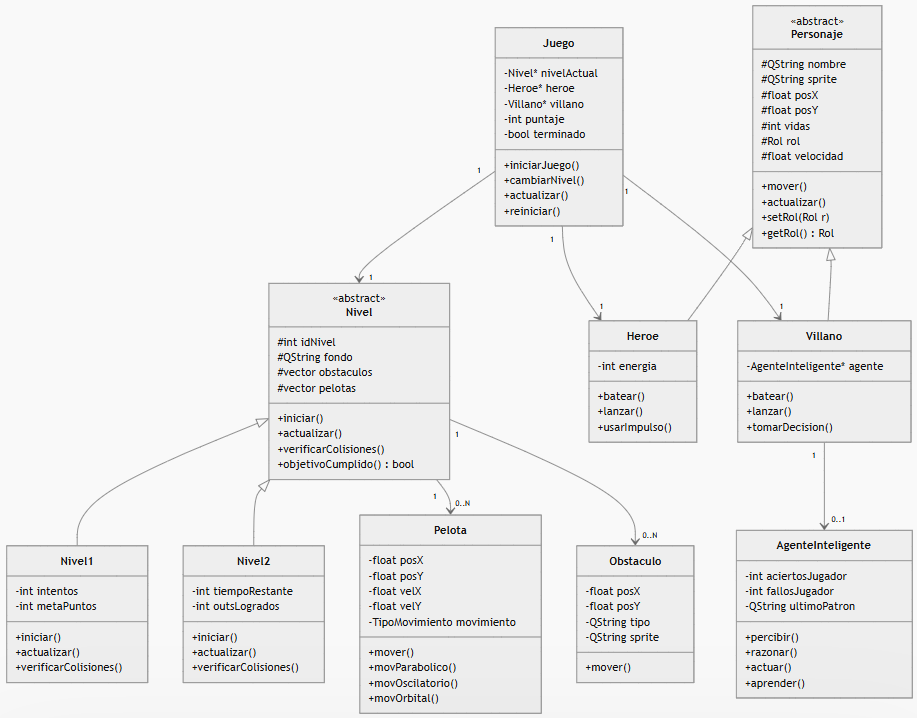 Juego
-Nivel* nivelActual
-Heroe* heroe
-Villano* villano
-int puntaje
-bool terminado
+iniciarJuego()
+cambiarNivel()
+actualizar()
+reiniciar()
«abstract»
Personaje
#QString nombre
#QString sprite
#float posX
#float posY
#int vidas
#Rol rol
#float velocidad
+mover()
+actualizar()
+setRol(Rol r)
+getRol() : Rol
1
1
1
1
1
1
«abstract»
Nivel
#int idNivel
#QString fondo
#vector obstaculos
#vector pelotas
+iniciar()
+actualizar()
+verificarColisiones()
+objetivoCumplido() : bool
Heroe
-int energia
+batear()
+lanzar()
+usarImpulso()
Villano
-AgenteInteligente* agente
+batear()
+lanzar()
+tomarDecision()
1
1
1
0..N
0..N
0..1
Nivel1
-int intentos
-int metaPuntos
+iniciar()
+actualizar()
+verificarColisiones()
Nivel2
-int tiempoRestante
-int outsLogrados
+iniciar()
+actualizar()
+verificarColisiones()
Pelota
-float posX
-float posY
-float velX
-float velY
-TipoMovimiento movimiento
+mover()
+movParabolico()
+movOscilatorio()
+movOrbital()
Obstaculo
-float posX
-float posY
-QString tipo
-QString sprite
+mover()
AgenteInteligente
-int aciertosJugador
-int fallosJugador
-QString ultimoPatron
+percibir()
+razonar()
+actuar()
+aprender()